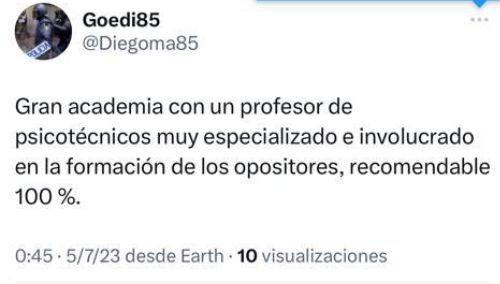 Goedi85
@Diegoma85
Gran academia con un profesor de
psicotécnicos muy especializado e involucrado
en la formación de los opositores, recomendable
100 %.
0:45 · 5/7/23 desde Earth · 10 visualizaciones